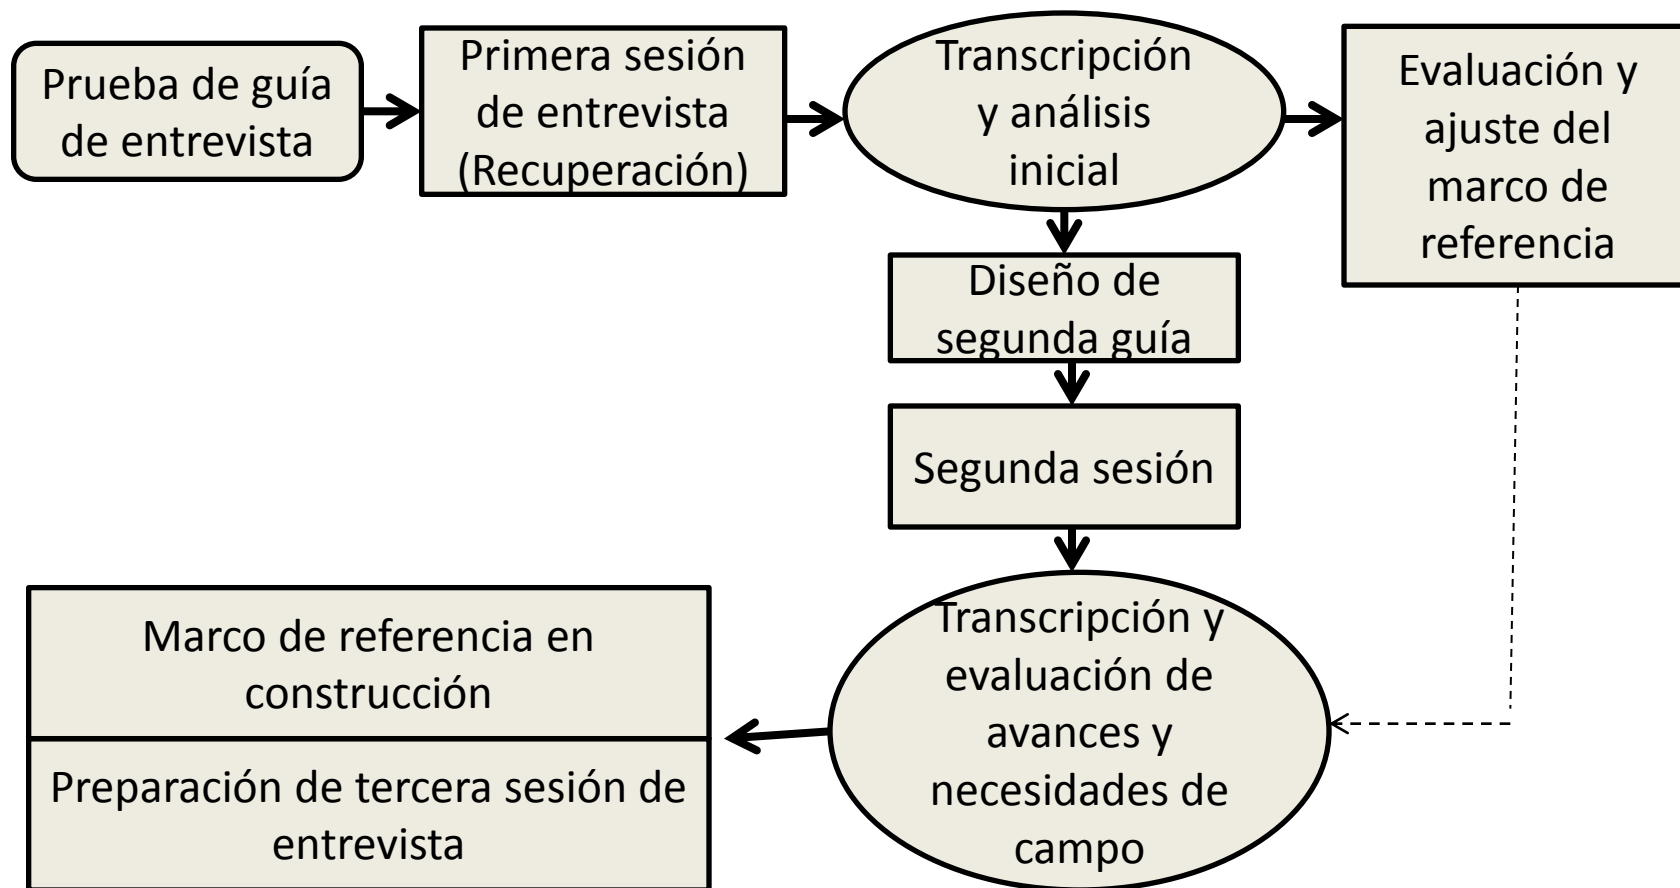 Prueba de guía
de entrevista
Primera sesión
de entrevista
(Recuperación)
Transcripción
y análisis
inicial
Evaluación y
ajuste del
marco de
referencia
Diseño de
segunda guía
Segunda sesión
Transcripción y
evaluación de
avances y
necesidades de
campo
Marco de referencia en
construcción
Preparación de tercera sesión de
entrevista